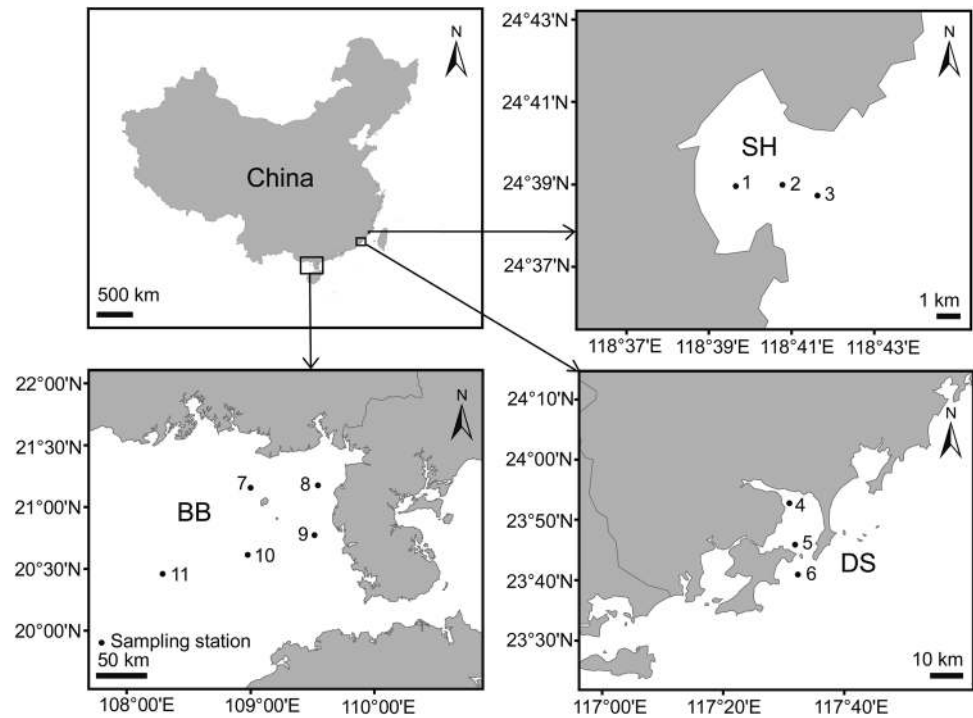 N
China
500 km
24°43'N
24°41'N
24°39'N
24°37'N
N
SH
1
2
3
1 km
118°37'E
118°39'E
118°41'E
118°43'E
22°00'N
21°30'N
21°00'N
20°30'N
20°00'N
N
7
8
BB
9
10
11
Sampling station
50 km
108°00'E
109°00'E
110°00'E
24°10'N
24°00'N
23°50'N
23°40'N
23°30'N
N
4
5
6
DS
10 km
117°00'E
117°20'E
117°40'E